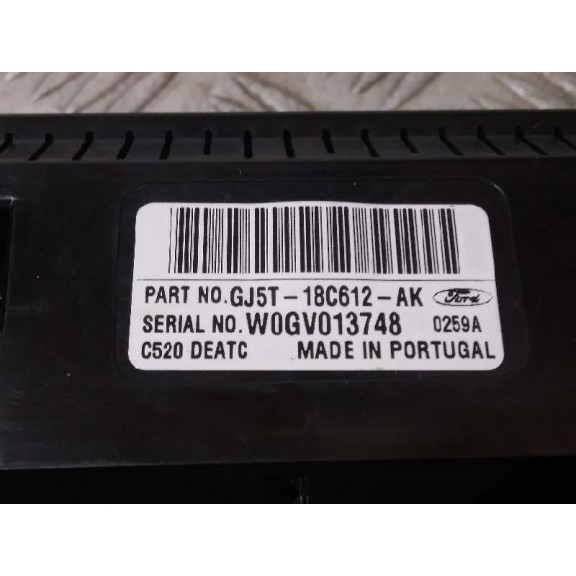 PART NO. GJ5T-18C612-AK Ford
SERIAL NO. W0GV013748 0259A
C520 DEATC MADE IN PORTUGAL